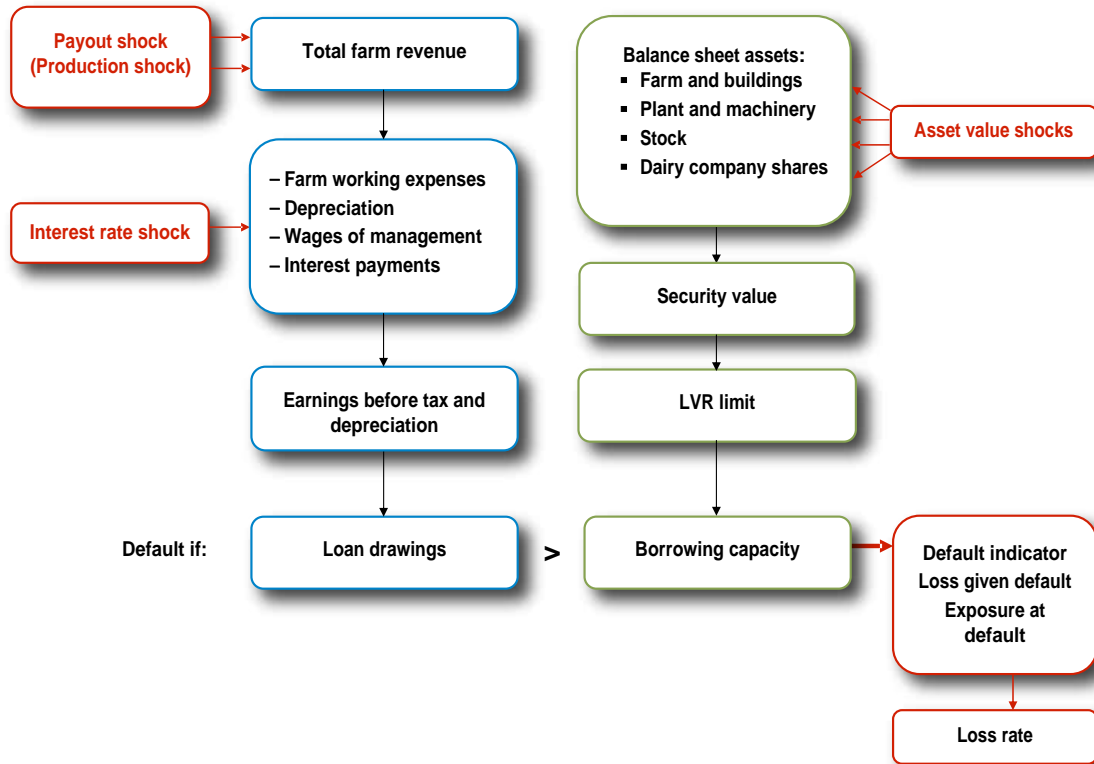 Payout shock
(Production shock)
Total farm revenue
Balance sheet assets:
▪ Farm and buildings
▪ Plant and machinery
▪ Stock
▪ Dairy company shares
Asset value shocks
– Farm working expenses
– Depreciation
– Wages of management
– Interest payments
Interest rate shock
Security value
Earnings before tax and
depreciation
LVR limit
Default if:
Loan drawings
>
Borrowing capacity
Default indicator
Loss given default
Exposure at
default
Loss rate